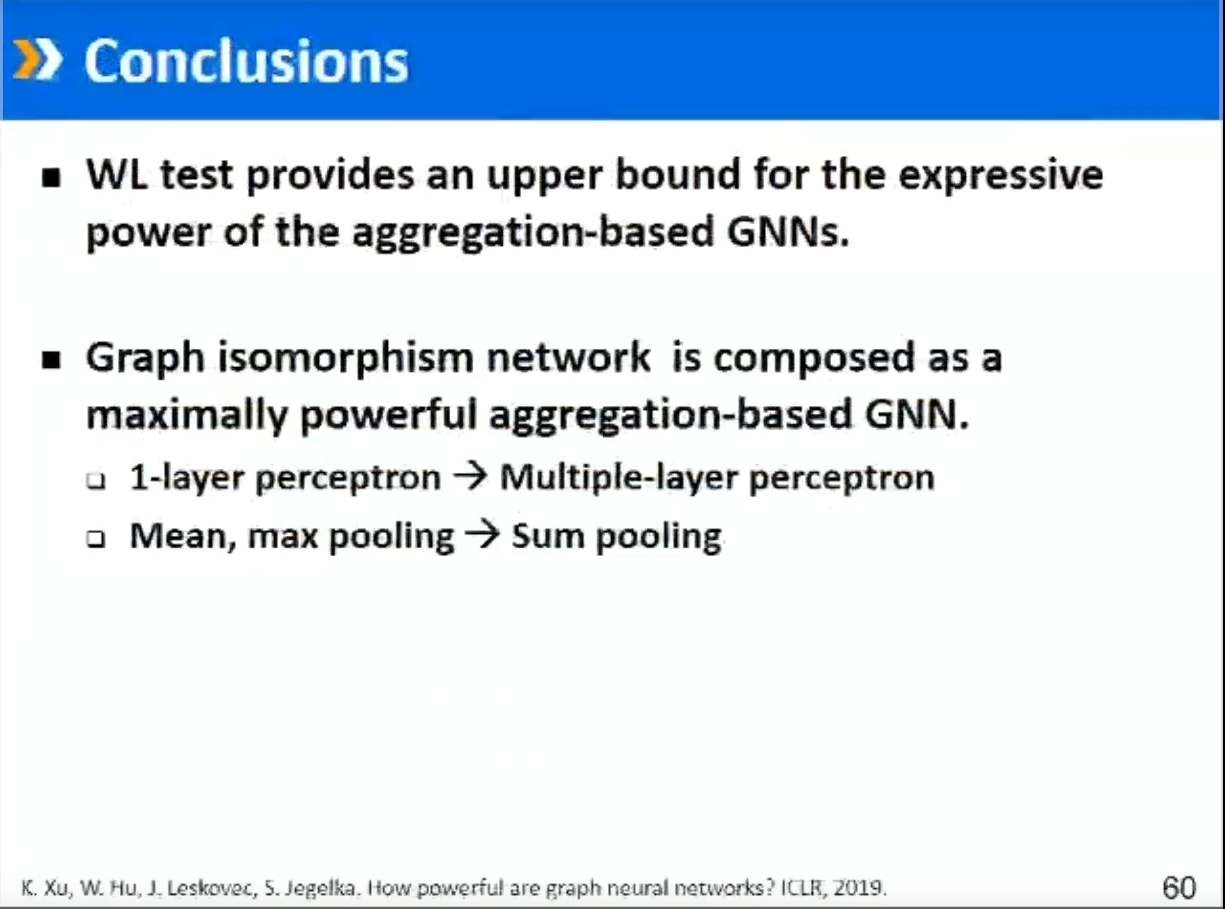 Conclusions
WL test provides an upper bound for the expressive
power of the aggregation-based GNNs.
Graph isomorphism network is composed as a
maximally powerful aggregation-based GNN.
1-layer perceptron → Multiple-layer perceptron
Mean, max pooling → Sum pooling
K. Xu, W. Hu, J. Leskovec, S. Jegelka. How powerful are graph neural networks? ICLR, 2019.
60